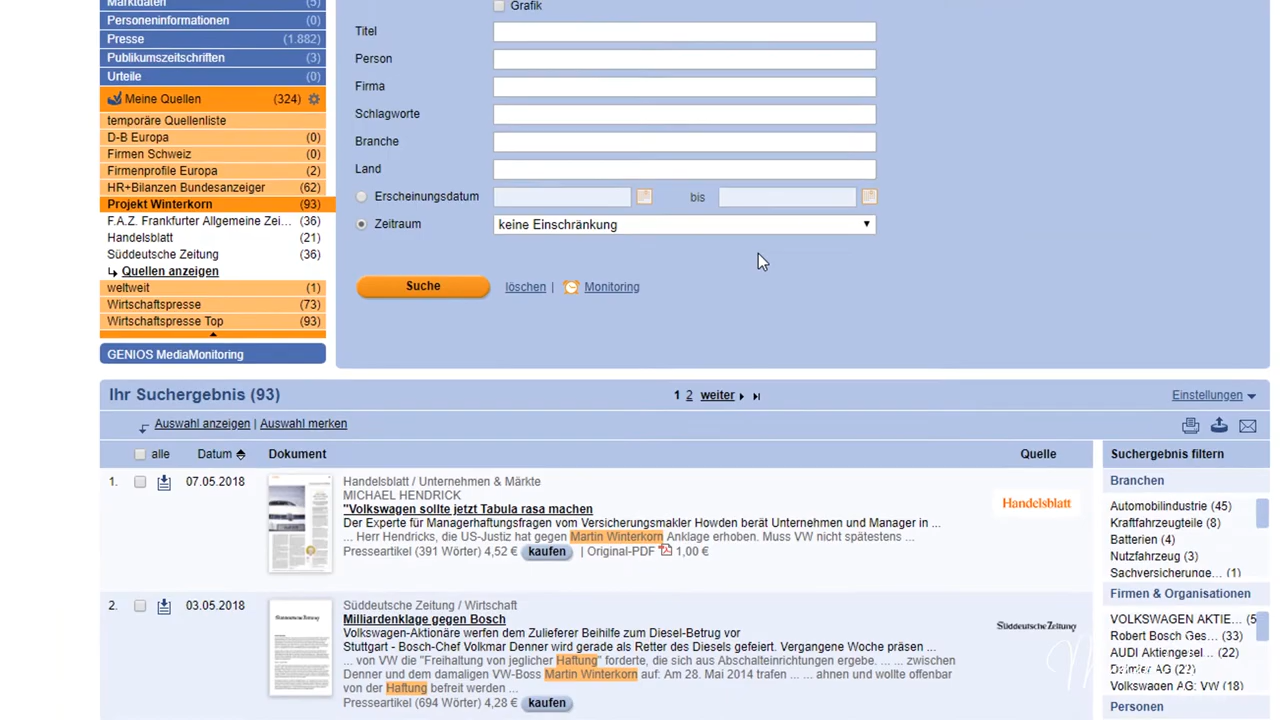 Marktdaten (5)
Personeninformationen (0)
Presse (1.882)
Publikumszeitschriften (3)
Urteile (0)
Meine Quellen (324)
temporäre Quellenliste
D-B Europa (0)
Firmen Schweiz (0)
Firmenprofile Europa (2)
HR+Bilanzen Bundesanzeiger (62)
Projekt Winterkorn (93)
F.A.Z. Frankfurter Allgemeine Zei... (36)
Handelsblatt (21)
Süddeutsche Zeitung (36)
Quellen anzeigen
weltweit (1)
Wirtschaftspresse (73)
Wirtschaftspresse Top (93)
GENIOS MediaMonitoring
Grafik
Titel
Person
Firma
Schlagworte
Branche
Land
Erscheinungsdatum bis
Zeitraum keine Einschränkung
Suche löschen | Monitoring
Ihr Suchergebnis (93) 1 2 weiter Einstellungen
Auswahl anzeigen | Auswahl merken
alle Datum Dokument Quelle
1. 07.05.2018 Handelsblatt / Unternehmen & Märkte
MICHAEL HENDRICK
"Volkswagen sollte jetzt Tabula rasa machen
Der Experte für Managerhaftungsfragen vom Versicherungsmakler Howden berät Unternehmen und Manager in ...
... Herr Hendricks, die US-Justiz hat gegen Martin Winterkorn Anklage erhoben. Muss VW nicht spätestens ...
Presseartikel (391 Wörter) 4,52 € kaufen | Original-PDF 1,00 €
Handelsblatt
2. 03.05.2018 Süddeutsche Zeitung / Wirtschaft
Milliardenklage gegen Bosch
Volkswagen-Aktionäre werfen dem Zulieferer Beihilfe zum Diesel-Betrug vor
Stuttgart - Bosch-Chef Volkmar Denner wird gerade als Retter des Diesels gefeiert. Vergangene Woche präsen ...
... von VW die "Freihaltung von jeglicher Haftung" forderte, die sich aus Abschalteinrichtungen ergebe. ... ... zwischen
Denner und dem damaligen VW-Boss Martin Winterkorn auf: Am 28. Mai 2014 trafen ... ... ahnen und wollte offenbar
von der Haftung befreit werden ...
Presseartikel (694 Wörter) 4,28 € kaufen
Süddeutsche Zeitung
Suchergebnis filtern
Branchen
Automobilindustrie (45)
Kraftfahrzeugteile (8)
Batterien (4)
Nutzfahrzeug (3)
Sachversicherunge... (1)
Firmen & Organisationen
VOLKSWAGEN AKTIE... (5
Robert Bosch Ges... (33)
AUDI Aktiengesel... (22)
Daimler AG (22)
Volkswagen AG: VW (18)
Personen